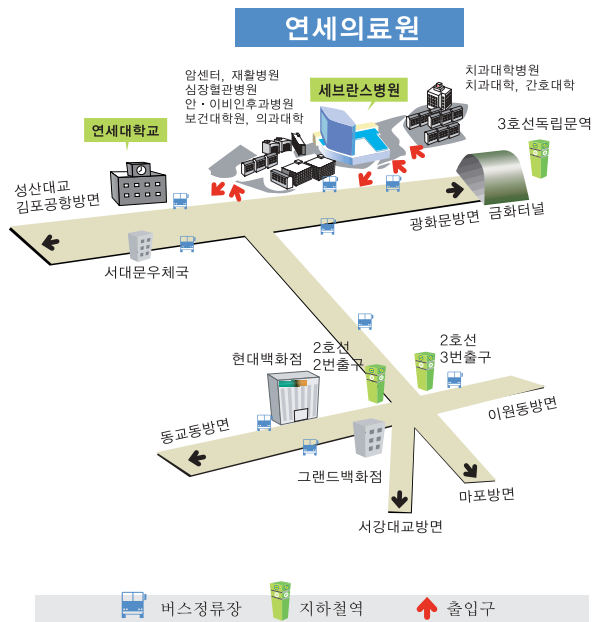 연세의료원
암센터, 재활병원
심장혈관병원
안·이비인후과병원
보건대학원, 의과대학
세브란스병원
치과대학병원
치과대학, 간호대학
3호선독립문역
연세대학교
성산대교
김포공항방면
광화문방면
금화터널
서대문우체국
현대백화점
2호선
2번출구
2호선
3번출구
동교동방면
이원동방면
그랜드백화점
마포방면
서강대교방면
버스정류장
지하철역
출입구